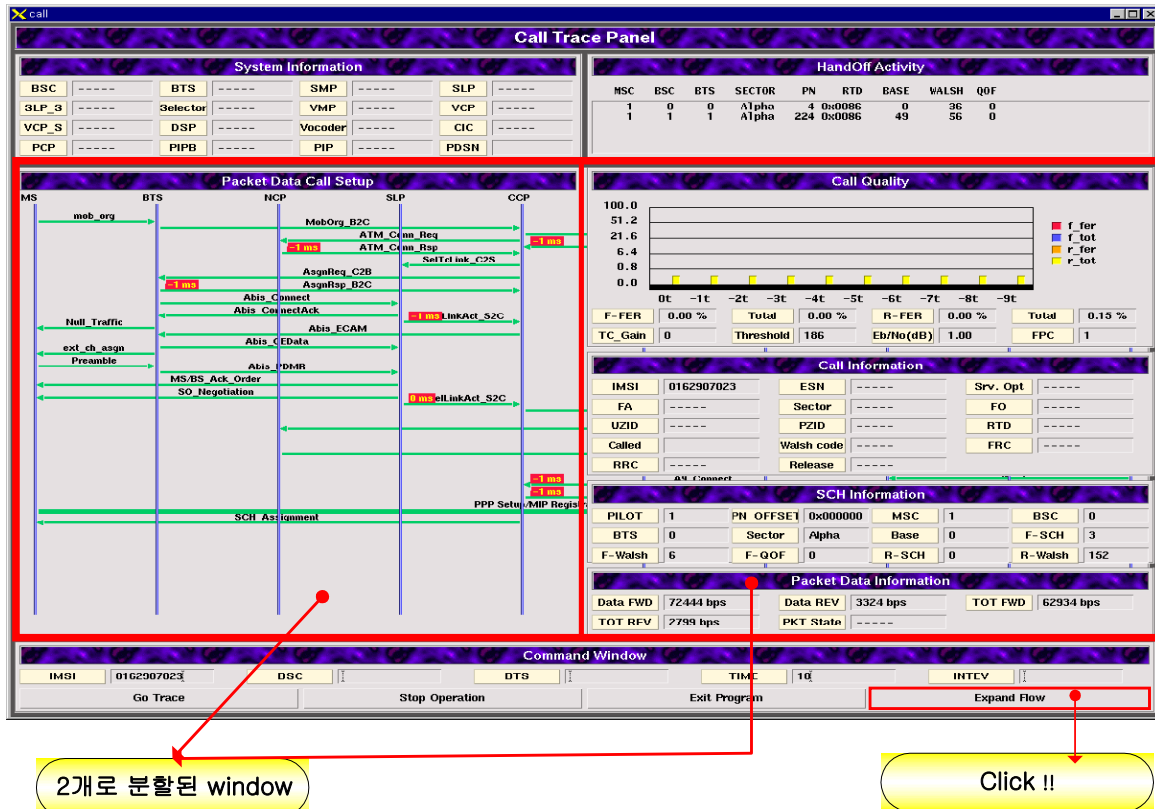 call
Call Trace Panel
System Information
BSC ----- BTS ----- SMP ----- SLP -----
3LP_3 ----- 3elector ----- VMP ----- VCP -----
VCP_S ----- DSP ----- Vocoder ----- CIC -----
PCP ----- PIPB ----- PIP ----- PDSN
HandOff Activity
MSC BSC BTS SECTOR PN RTD BASE WALSH QOF
1 0 0 Alpha 4 0x0086 0 36 0
1 1 1 Alpha 224 0x0086 49 56 0
Packet Data Call Setup
MS BTS NCP SLP CCP
mob_org
MobOrg_B2C
ATM_Conn_Req
-1 ms
-1 ms ATM_Conn_Rsp
SelTcLink_C2S
AsgnReq_C2B
-1 ms AsgnRsp_B2C
Abis_Connect
Abis_ConnectAck
-1 ms LinkAct_S2C
Null_Traffic
Abis_ECAM
Abis_CEData
ext_ch_asgn
Preamble
Abis_PDMR
MS/BS_Ack_Order
SO_Negotiation
0 ms elLinkAct_S2C
-1 ms
-1 ms
PPP Setup/MIP Registra
SCH_Assignment
Call Quality
100.0
51.2
21.6
6.4
0.8
0.0
f_fer
f_tot
r_fer
r_tot
0t -1t -2t -3t -4t -5t -6t -7t -8t -9t
F-FER 0.00 % Total 0.00 % R-FER 0.00 % Total 0.15 %
TC_Gain 0 Threshold 186 Eb/No(dB) 1.00 FPC 1
Call Information
IMSI 0162907023 ESN ----- Srv. Opt -----
FA ----- Sector ----- FO -----
UZID ----- PZID ----- RTD -----
Called Walsh code ----- FRC -----
RRC ----- Release -----
A9_Connect
SCH Information
PILOT 1 PN OFFSET 0x000000 MSC 1 BSC 0
BTS 0 Sector Alpha Base 0 F-SCH 3
F-Walsh 6 F-QOF 0 R-SCH 0 R-Walsh 152
Packet Data Information
Data FWD 72444 bps Data REV 3324 bps TOT FWD 62934 bps
TOT REV 2799 bps PKT State -----
Command Window
IMSI 0162907023 BSC BTS TIME 10 INTEV
Go Trace Stop Operation Exit Program Expand Flow
2개로 분할된 window
Click !!